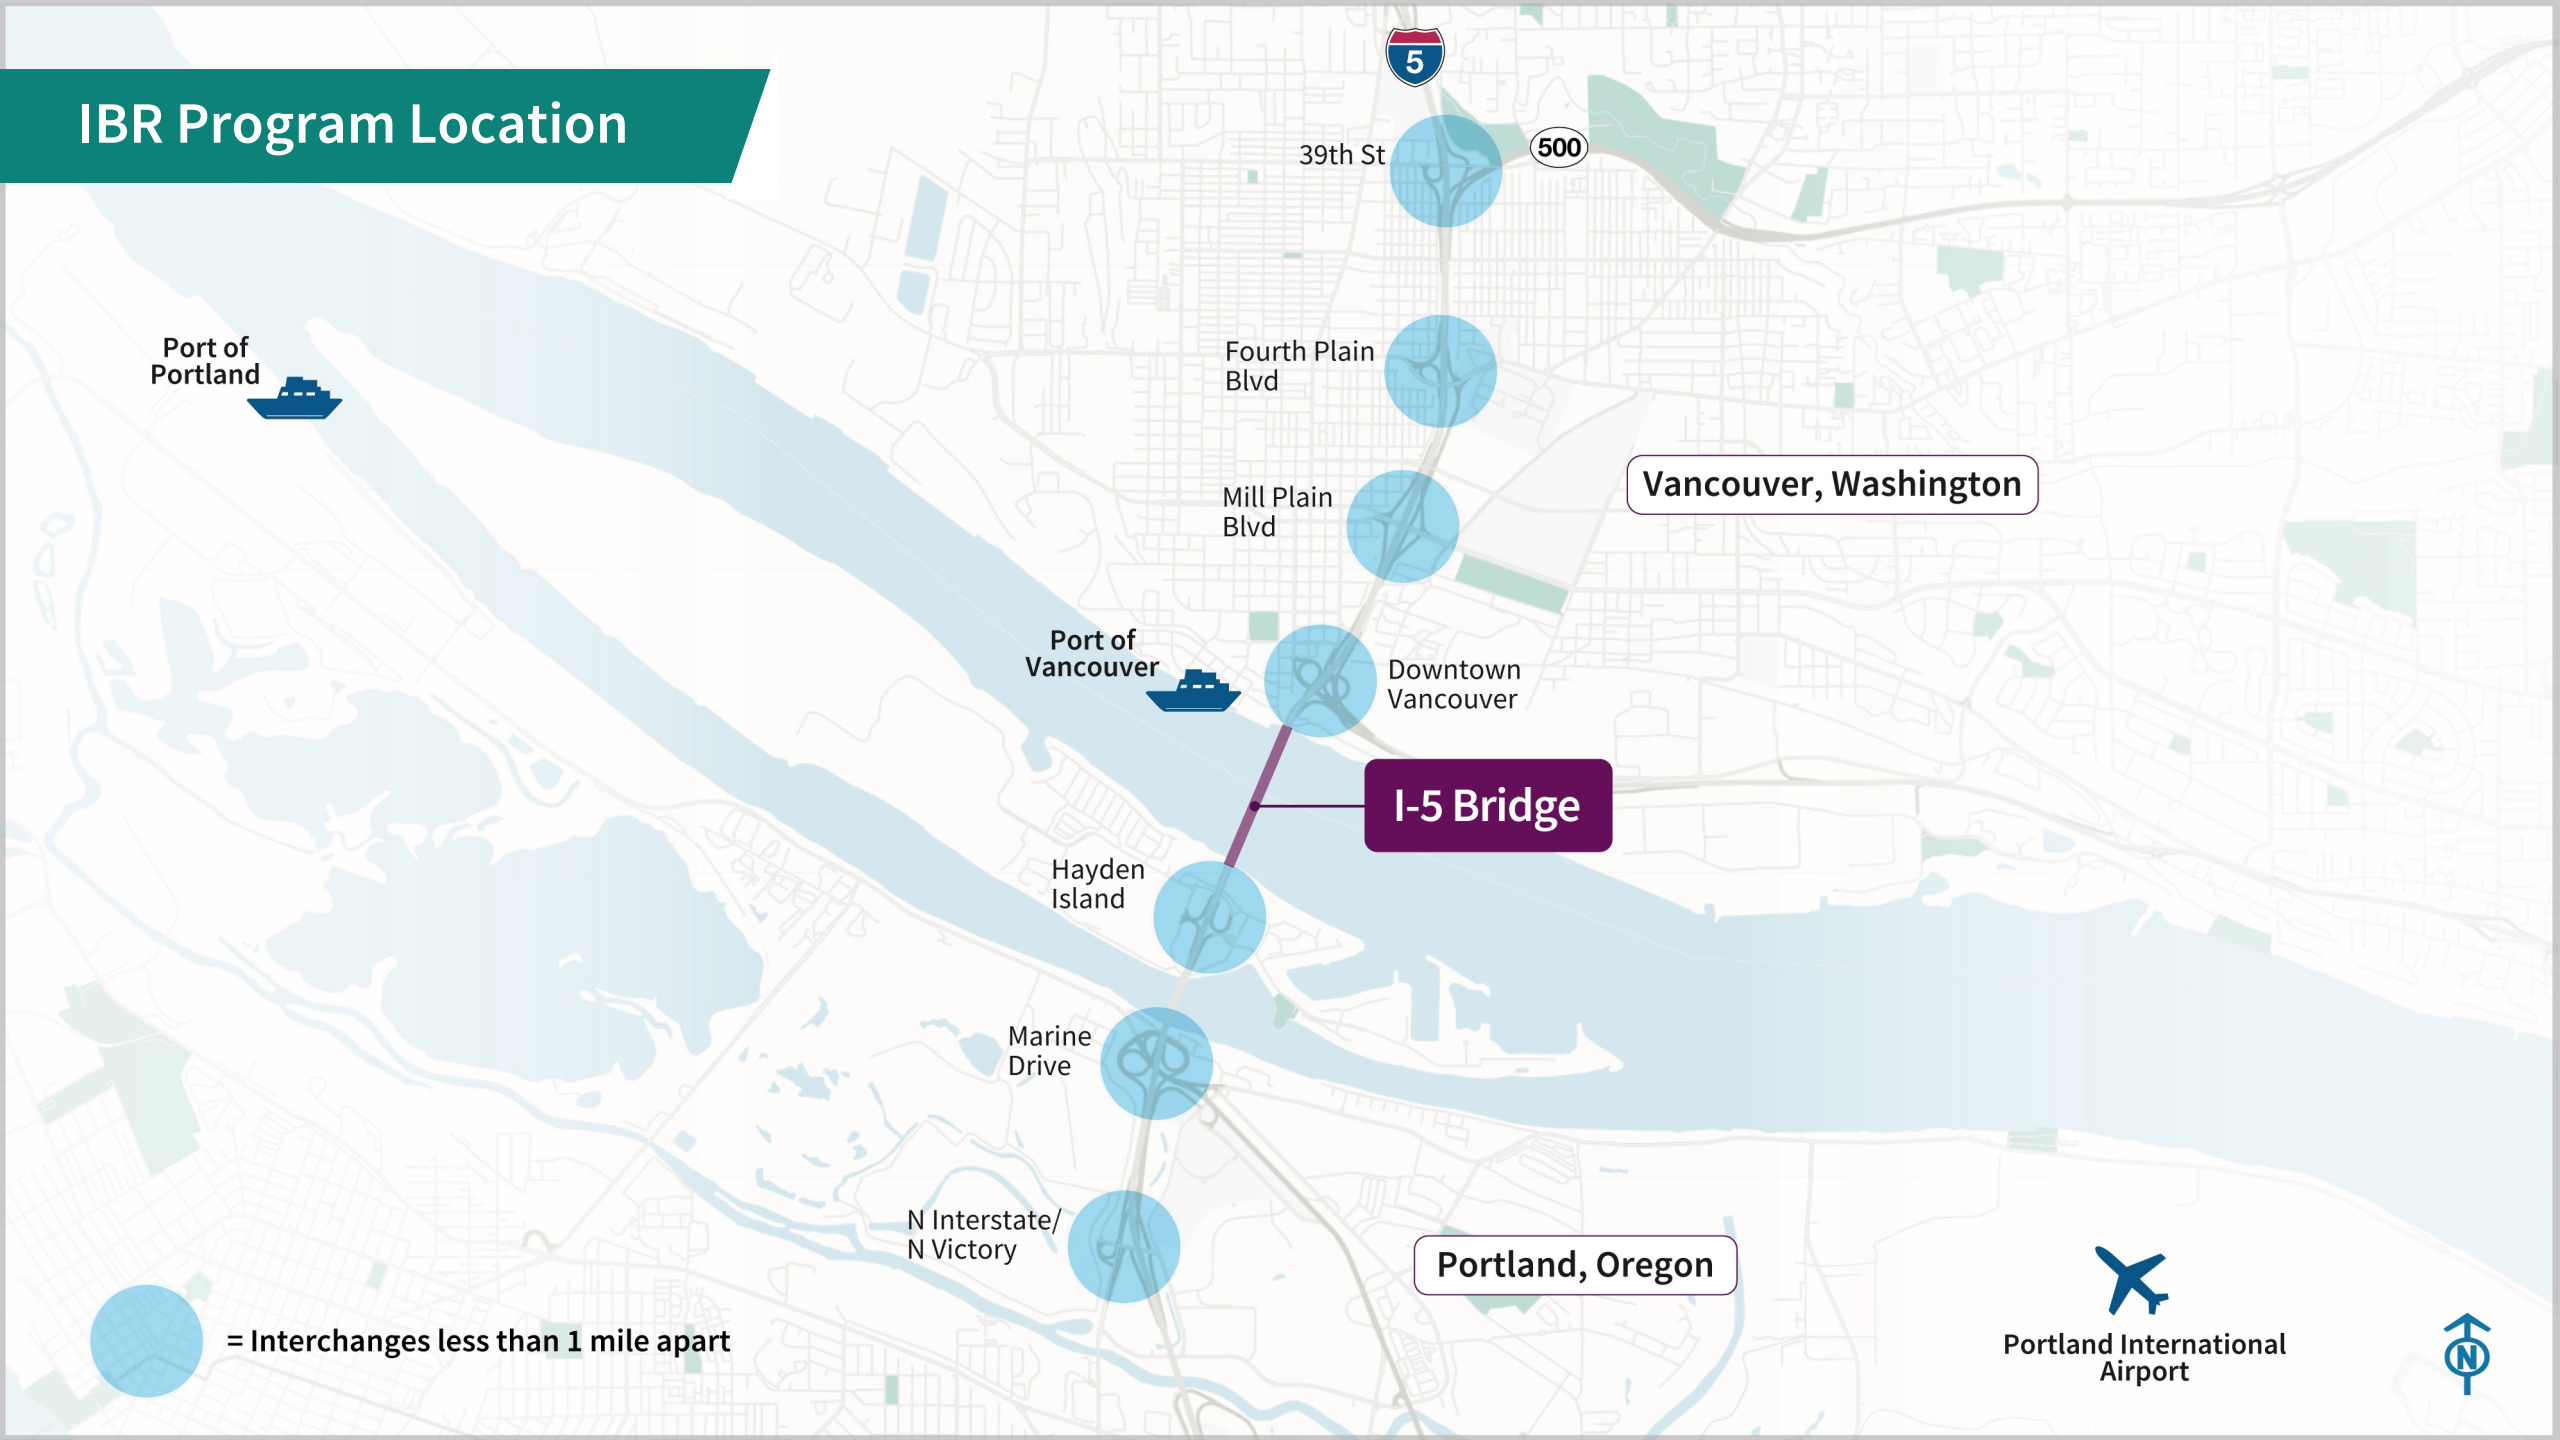 IBR Program Location
5
39th St
500
Port of
Portland
Fourth Plain
Blvd
Mill Plain
Blvd
Vancouver, Washington
Port of
Vancouver
Downtown
Vancouver
I-5 Bridge
Hayden
Island
Marine
Drive
N Interstate/
N Victory
Portland, Oregon
= Interchanges less than 1 mile apart
Portland International
Airport
N